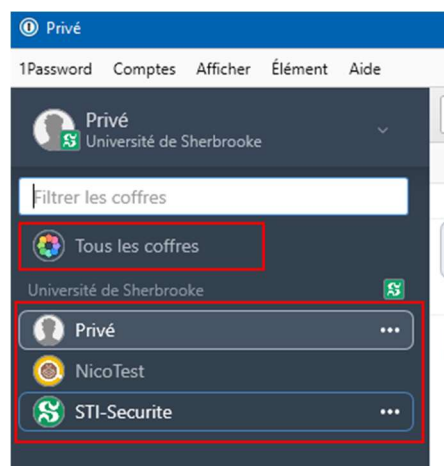 Privé
1Password Comptes Afficher Élément Aide
Privé
Université de Sherbrooke
Filtrer les coffres
Tous les coffres
Université de Sherbrooke
Privé
NicoTest
STI-Securite